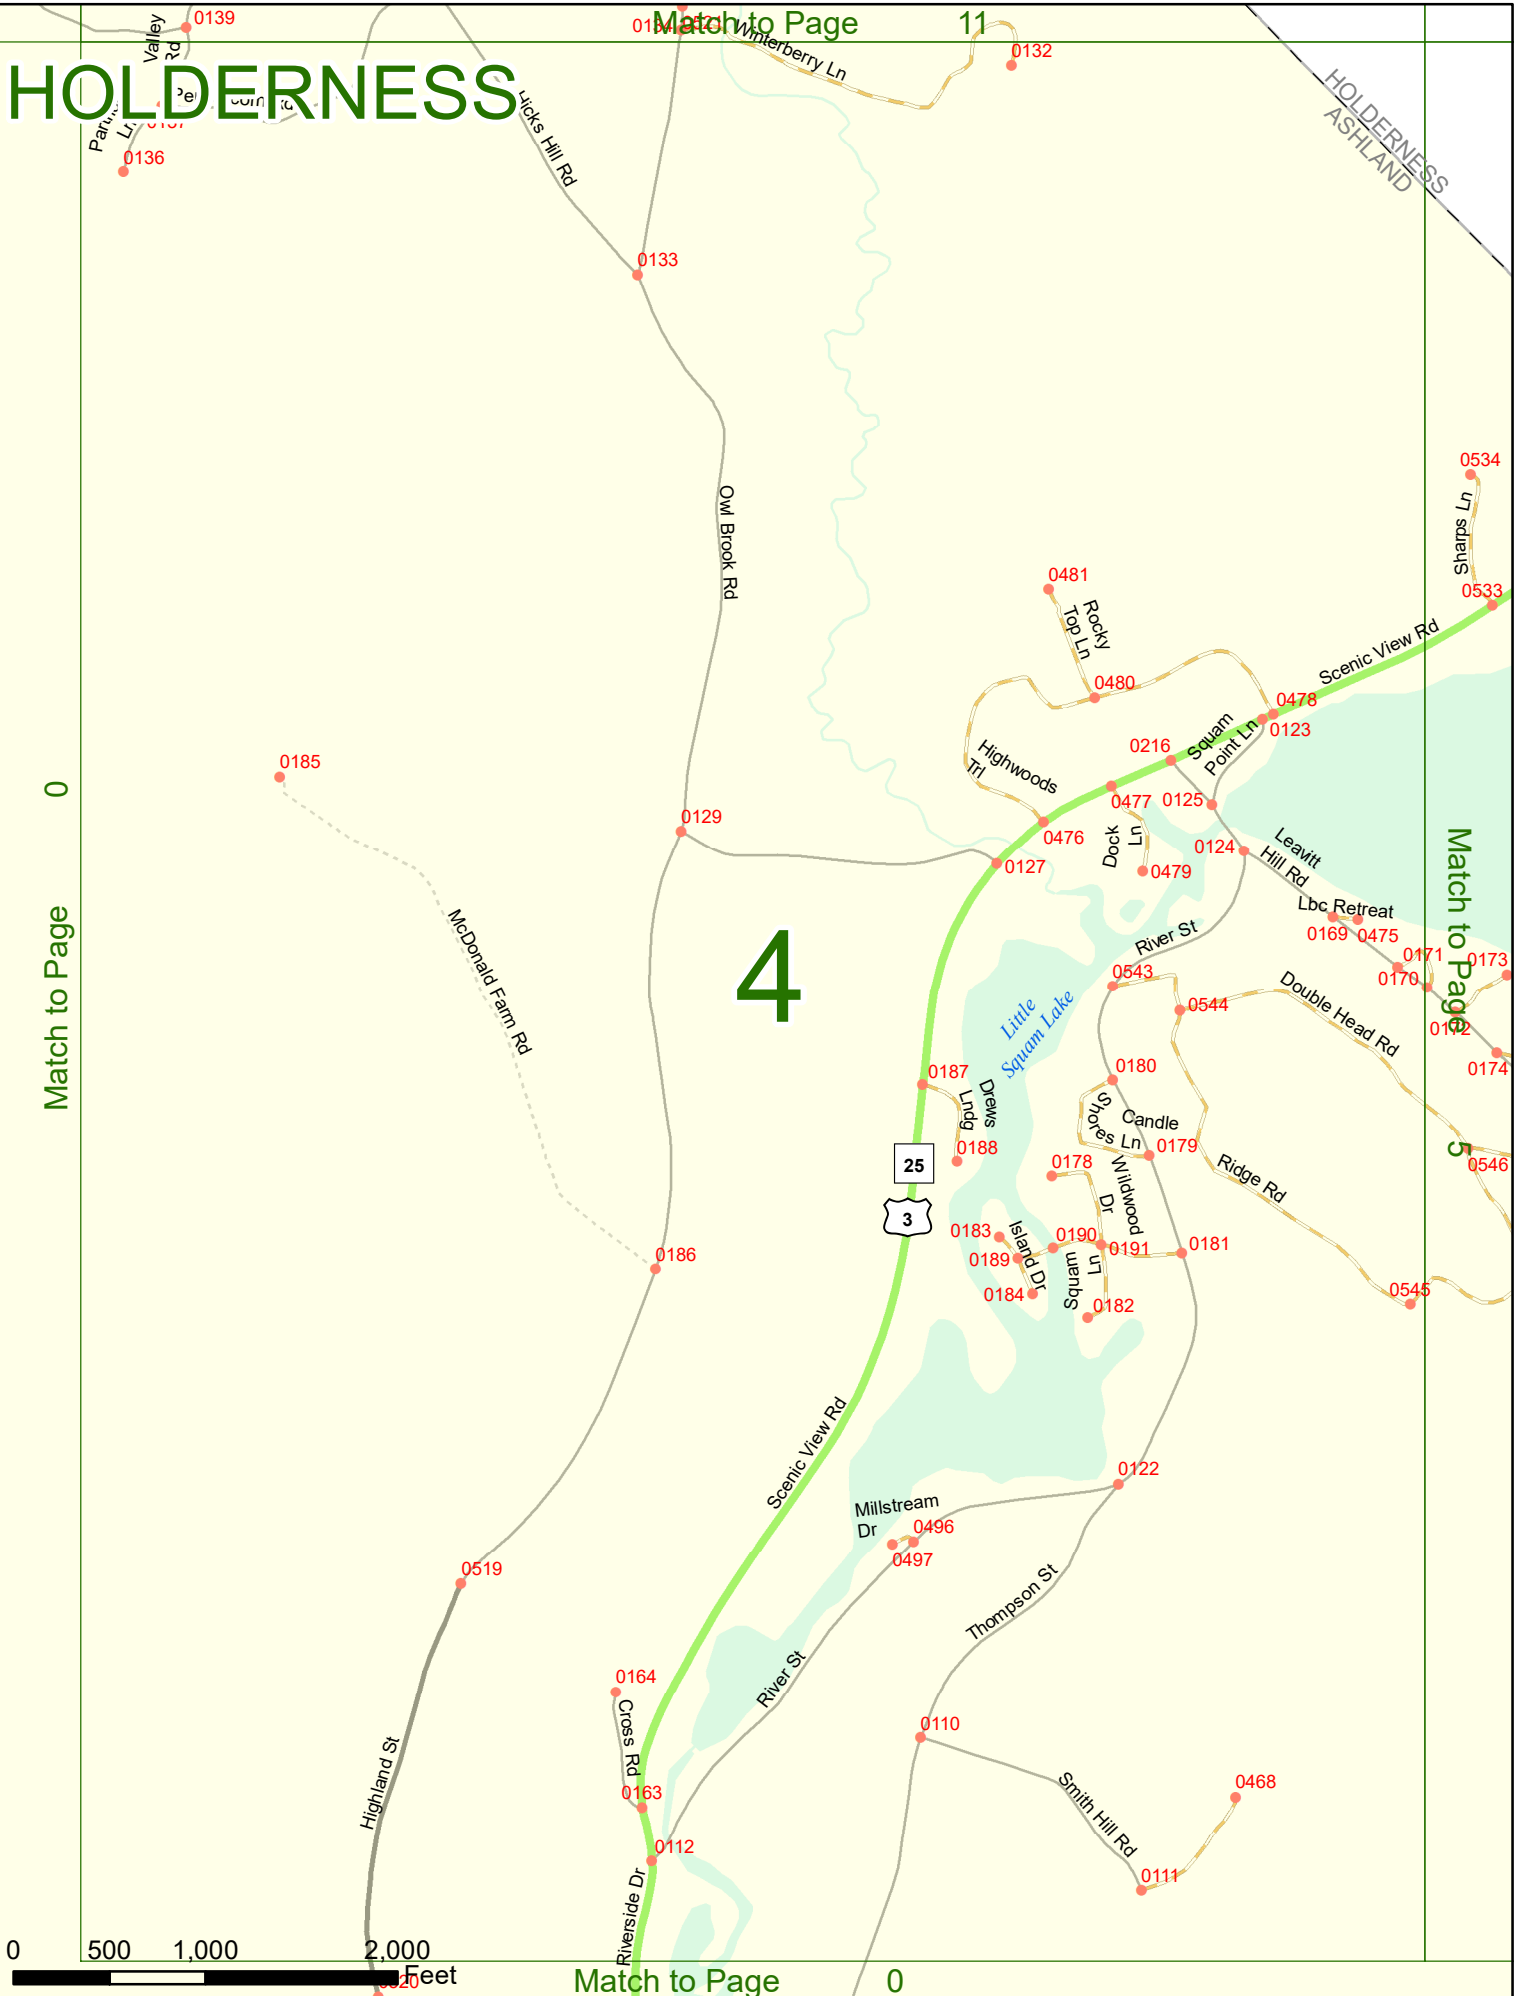 Match to Page 11
0139
0134
0521
Valley
Rd
Winterberry Ln
0132
HOLDERNESS
HOLDERNESS
ASHLAND
Ln
0137
0136
Hicks Hill Rd
0133
Owl Brook Rd
0534
Sharps Ln
0533
0481
Rocky
Top Ln
Scenic View Rd
0480
0478
0123
Squam
Point Ln
0216
Highwoods
Trl
0185
0
0477
0125
0129
0476
Dock
Ln
0124
Leavitt
Hill Rd
0127
0479
Match to Page
5
Lbc Retreat
0169
0475
McDonald Farm Rd
4
River St
0171
0170
0173
0543
0544
Double Head Rd
0172
Little
Squam Lake
Match to Page
0174
0180
0187
Drews
Lndg
Candle
Shores Ln
0179
0188
0178
Wildwood
Dr
Ridge Rd
0546
25
3
0183
Island Dr
0190
0191
0181
0189
Squam
Ln
0186
0184
0182
0545
Scenic View Rd
0122
Millstream
Dr
0496
0497
0519
Thompson St
River St
0164
Cross Rd
0110
Highland St
Smith Hill Rd
0468
0163
0112
0111
Riverside Dr
0 500 1,000 2,000
Feet
Match to Page 0